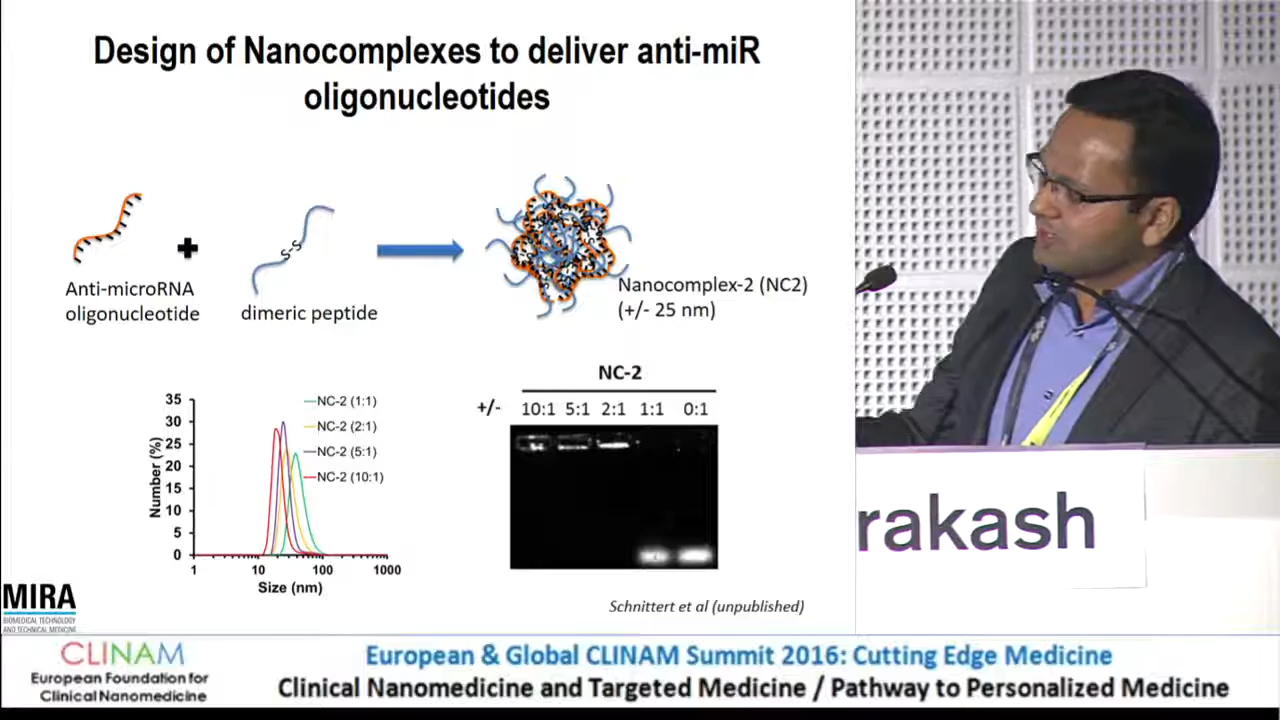 Design of Nanocomplexes to deliver anti-miR
oligonucleotides
Anti-microRNA
oligonucleotide
+
S-S
dimeric peptide
Nanocomplex-2 (NC2)
(+/- 25 nm)
35
30
25
20
15
10
5
0
Number (%)
1
10
100
1000
Size (nm)
NC-2 (1:1)
NC-2 (2:1)
NC-2 (5:1)
NC-2 (10:1)
NC-2
+/- 10:1 5:1 2:1 1:1 0:1
Schnittert et al (unpublished)
rakash
MIRA
BIOMEDICAL TECHNOLOGY
AND TECHNICAL MEDICINE
CLINAM
European Foundation for
Clinical Nanomedicine
European & Global CLINAM Summit 2016: Cutting Edge Medicine
Clinical Nanomedicine and Targeted Medicine / Pathway to Personalized Medicine